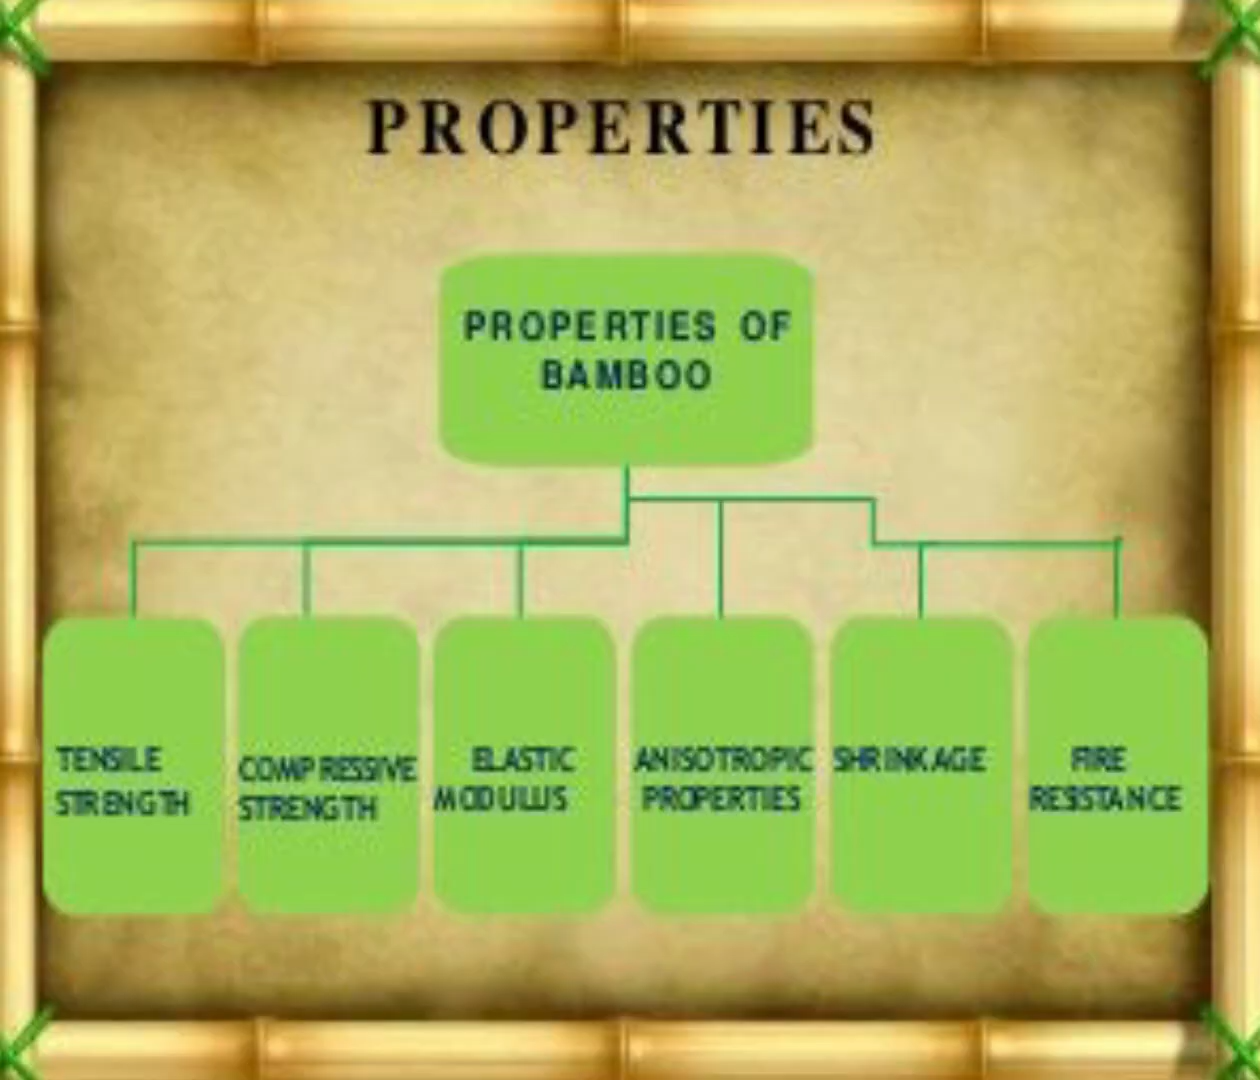 PROPERTIES
PROPERTIES OF
BAMBOO
TENSILE
STRENGTH
COMPRESSIVE
STRENGTH
ELASTIC
MODULUS
ANISOTROPIC
PROPERTIES
SHRINKAGE
FIRE
RESISTANCE